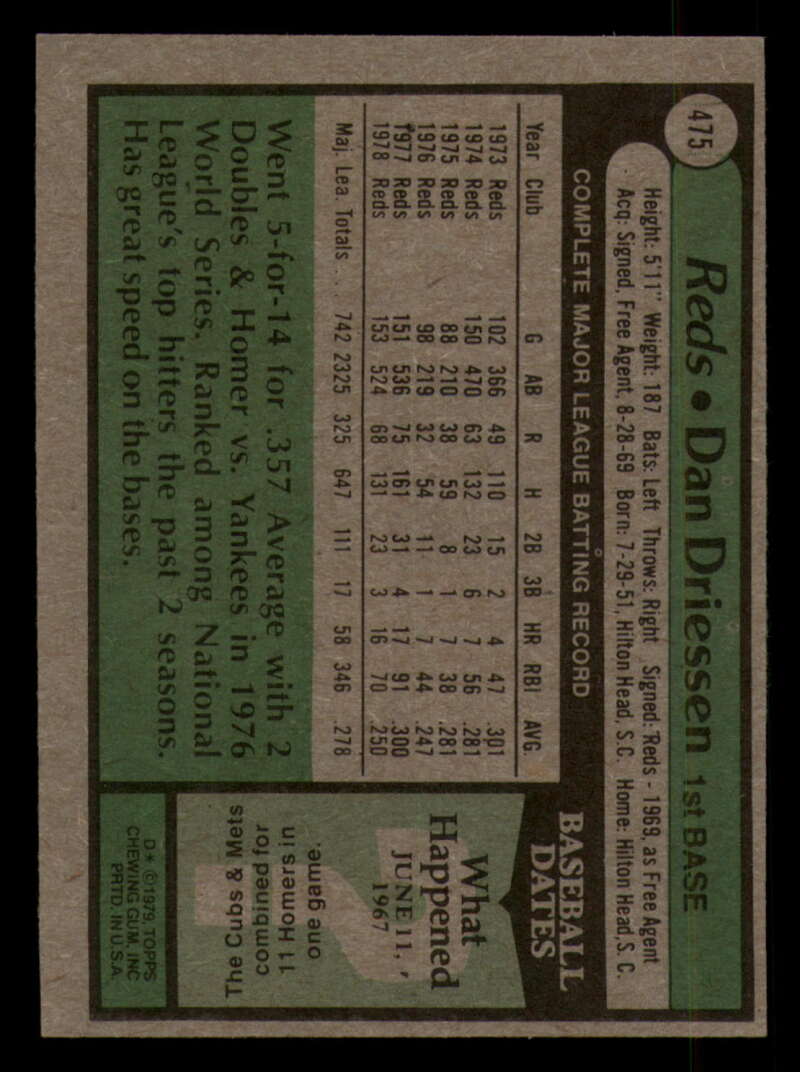 475
Reds • Dan Driessen 1st BASE
Height: 5'11" Weight: 187 Bats: Left Throws: Right Signed: Reds - 1969, as Free Agent
Acq: Signed, Free Agent, 8-28-69 Born: 7-29-51, Hilton Head, S.C. Home: Hilton Head, S. C.
COMPLETE MAJOR LEAGUE BATTING RECORD
Year Club G AB R H 2B 3B HR RBI AVG.
1973 Reds 102 366 49 110 15 2 4 47 .301
1974 Reds 150 470 63 132 23 6 7 56 .281
1975 Reds 88 210 38 59 8 1 7 38 .281
1976 Reds 98 219 32 54 11 1 7 44 .247
1977 Reds 151 536 75 161 31 4 17 91 .300
1978 Reds 153 524 68 131 23 3 16 70 .250
Maj. Lea. Totals . . . 742 2325 325 647 111 17 58 346 .278
Went 5-for-14 for .357 Average with 2
Doubles & Homer vs. Yankees in 1976
World Series. Ranked among National
League's top hitters the past 2 seasons.
Has great speed on the bases.
BASEBALL
DATES
What
Happened
JUNE 11, '
1967
?
The Cubs & Mets
combined for
11 Homers in
one game.
D* ©1979 TOPPS
CHEWING GUM, INC
PRTD. IN U.S.A.